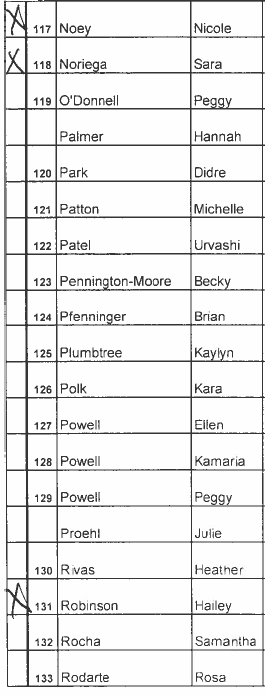 X 117 Noey Nicole
X 118 Noriega Sara
119 O'Donnell Peggy
Palmer Hannah
120 Park Didre
121 Patton Michelle
122 Patel Urvashi
123 Pennington-Moore Becky
124 Pfenninger Brian
125 Plumbtree Kaylyn
126 Polk Kara
127 Powell Ellen
128 Powell Kamaria
129 Powell Peggy
Proehl Julie
130 Rivas Heather
X 131 Robinson Hailey
132 Rocha Samantha
133 Rodarte Rosa